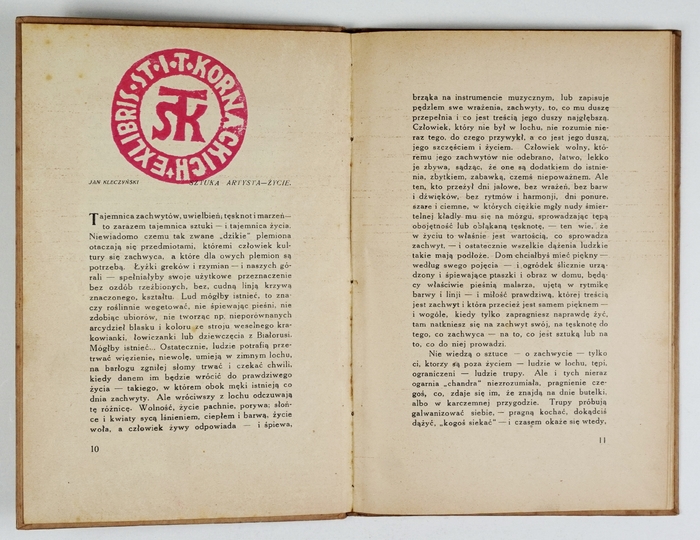 EXLIBRIS·ST·I·T·KORNACKICH
STK
JAN KLECZYŃSKI
SZTUKA ARTYSTA—ŻYCIE.
Tajemnica zachwytów, uwielbień, tęsknot i marzeń—
to zarazem tajemnica sztuki — i tajemnica życia.
Niewiadomo czemu tak zwane „dzikie” plemiona
otaczają się przedmiotami, któremi człowiek kul-
tury się zachwyca, a które dla owych plemion są
potrzebą. Łyżki greków i rzymian — i naszych gó-
rali — spełniałyby swoje użytkowe przeznaczenie
bez ozdób rzeźbionych, bez, cudną linją krzywą
znaczonego, kształtu. Lud mógłby istnieć, to zna-
czy roślinnie wegetować, nie śpiewając pieśni, nie
zdobiąc ubiorów, nie tworząc np. nieporównanych
arcydzieł blasku i koloru ze stroju weselnego kra-
kowianki, łowiczanki lub dziewczęcia z Białorusi.
Mógłby istnieć... Ostatecznie, ludzie potrafią prze-
trwać więzienie, niewolę, umieją w zimnym lochu,
na barłogu zgniłej słomy trwać i czekać chwili,
kiedy danem im będzie wrócić do prawdziwego
życia — takiego, w którem obok męki istnieją co
dnia zachwyty. Ale wróciwszy z lochu odczuwają
tę różnicę. Wolność, życie pachnie, porywa; słoń-
ce i kwiaty sycą lśnieniem, ciepłem i barwą, życie
woła, a człowiek żywy odpowiada — i śpiewa,
10
brząka na instrumencie muzycznym, lub zapisuje
pędzlem swe wrażenia, zachwyty, to, co mu duszę
przepełnia i co jest treścią jego duszy najgłębszą.
Człowiek, który nie był w lochu, nie rozumie nie-
raz tego, do czego przywykł, a co jest jego duszą,
jego szczęściem i życiem. Człowiek wolny, któ-
remu jego zachwytów nie odebrano, łatwo, lekko
je zbywa, sądząc, że one są dodatkiem do istnie-
nia, zbytkiem, zabawką, czemś niepoważnem. Ale
ten, kto przeżył dni jałowe, bez wrażeń, bez barw
i dźwięków, bez rytmów i harmonji, dni ponure,
szare i ciemne, w których ciężkie mgły nudy śmier-
telnej kładły mu się na mózgu, sprowadzając tępą
obojętność lub obłąkaną tęsknotę, — ten wie, że
w życiu to właśnie jest wartością, co sprowadza
zachwyt, — i ostatecznie wszelkie dążenia ludzkie
takie mają podłoże. Dom chciałbyś mieć piękny —
według swego pojęcia — i ogródek ślicznie urzą-
dzony i śpiewające ptaszki i obraz w domu, będą-
cy właściwie pieśnią malarza, ujętą w rytmikę
barwy i linji — i miłość prawdziwą, której treścią
jest zachwyt i która przecież jest samem pięknem —
i wogóle, kiedy tylko zapragniesz naprawdę żyć,
tam natkniesz się na zachwyt swój, na tęsknotę do
tego, co zachwyca — na to, co jest sztuką lub na
to, co do niej prowadzi.
Nie wiedzą o sztuce — o zachwycie — tylko
ci, ktorzy są poza życiem — ludzie w lochu, tępi,
ograniczeni — ludzie trupy. Ale i tych nieraz
ogarnia „chandra” niezrozumiała, pragnienie cze-
goś, co, zdaje się im, że znajdą na dnie butelki,
albo w karczemnej przygodzie. Trupy próbują
galwanizować siebie, — pragną kochać, dokądciś
dążyć, „kogoś siekać” — i czasem okaże się wtedy,
11